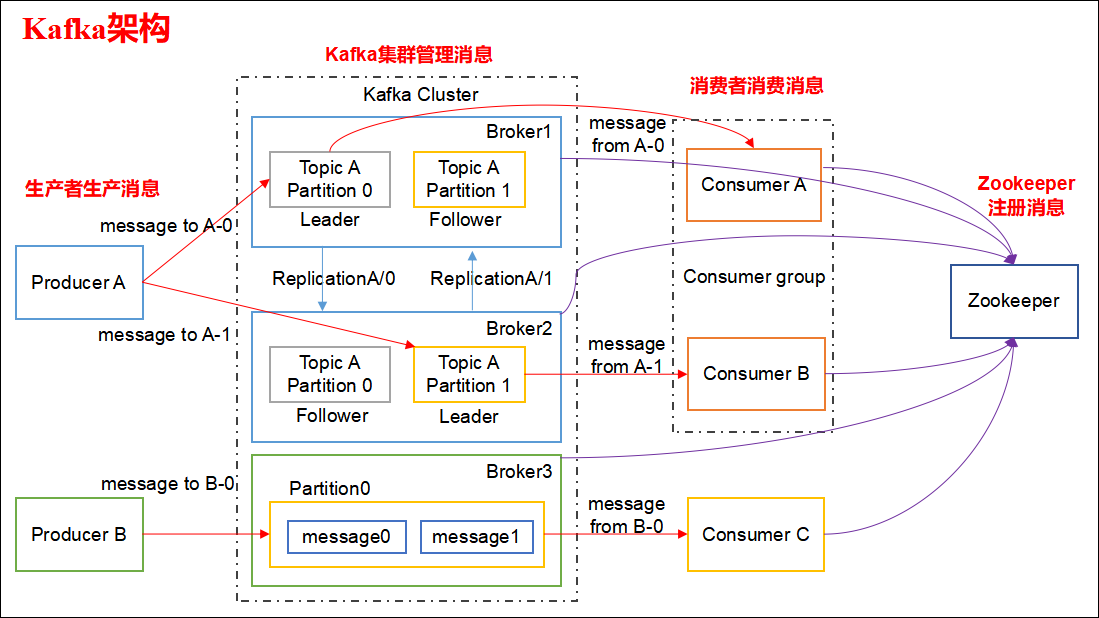 Kafka架构
Kafka集群管理消息
消费者消费消息
生产者生产消息
Zookeeper
注册消息
Kafka Cluster
Broker1
Topic A
Partition 0
Leader
Topic A
Partition 1
Follower
message
from A-0
Consumer A
message to A-0
Producer A
message to A-1
ReplicationA/0
ReplicationA/1
Consumer group
Zookeeper
Broker2
Topic A
Partition 0
Follower
Topic A
Partition 1
Leader
message
from A-1
Consumer B
Broker3
Partition0
message to B-0
Producer B
message0
message1
message
from B-0
Consumer C